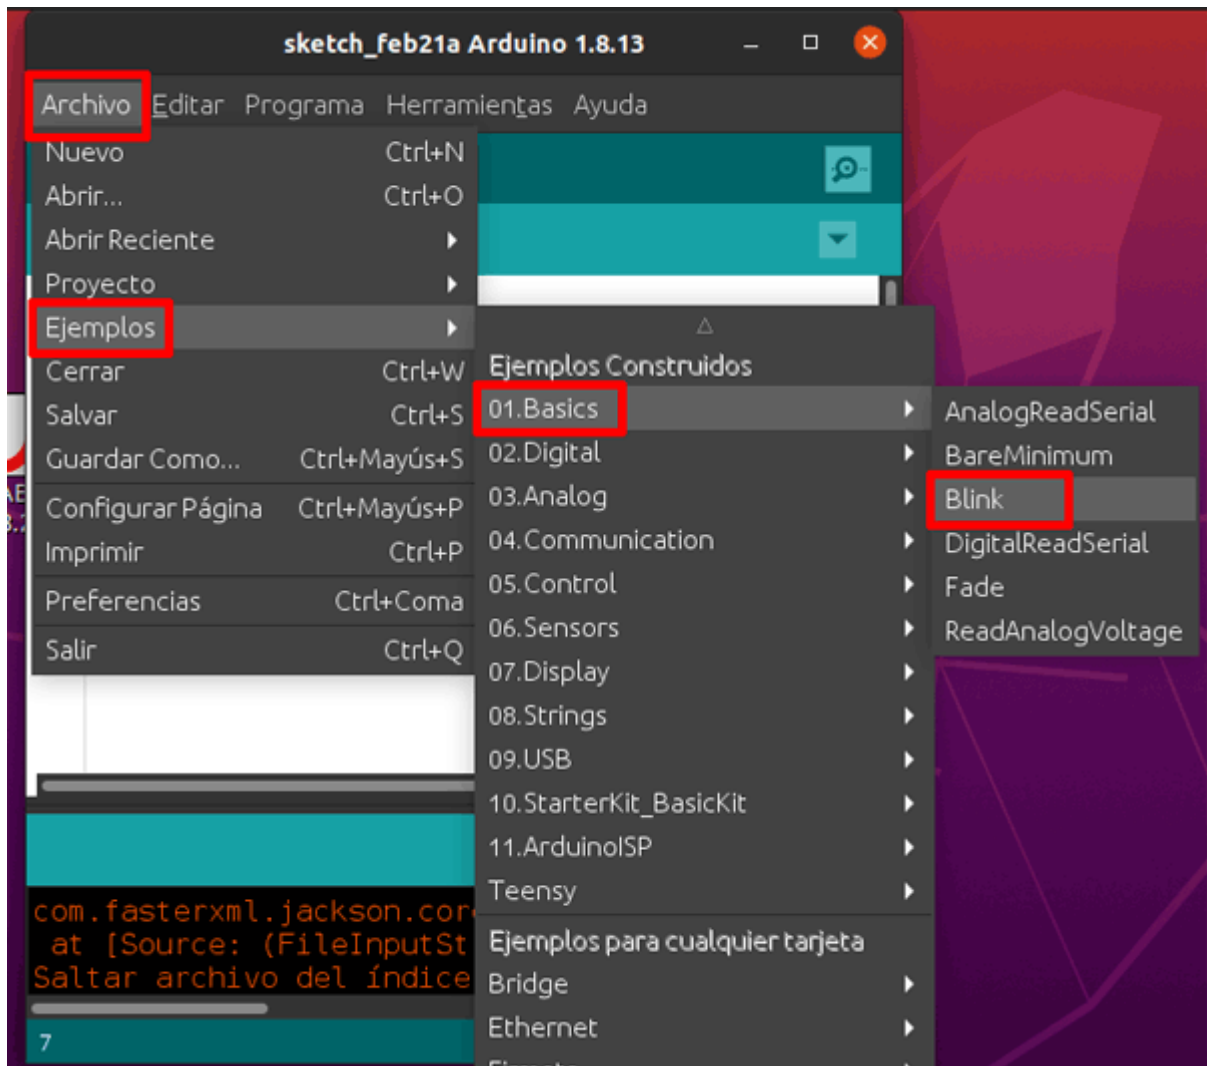 sketch_feb21a Arduino 1.8.13
Archivo Editar Programa Herramientas Ayuda
Nuevo Ctrl+N
Abrir... Ctrl+O
Abrir Reciente
Proyecto
Ejemplos
Cerrar Ctrl+W
Salvar Ctrl+S
Guardar Como... Ctrl+Mayús+S
Configurar Página Ctrl+Mayús+P
Imprimir Ctrl+P
Preferencias Ctrl+Coma
Salir Ctrl+Q
Ejemplos Construidos
01.Basics
02.Digital
03.Analog
04.Communication
05.Control
06.Sensors
07.Display
08.Strings
09.USB
10.StarterKit_BasicKit
11.ArduinoISP
Teensy
Ejemplos para cualquier tarjeta
Bridge
Ethernet
AnalogReadSerial
BareMinimum
Blink
DigitalReadSerial
Fade
ReadAnalogVoltage
com.fasterxml.jackson.cor
at [Source: (FileInputSt
Saltar archivo del índice
7